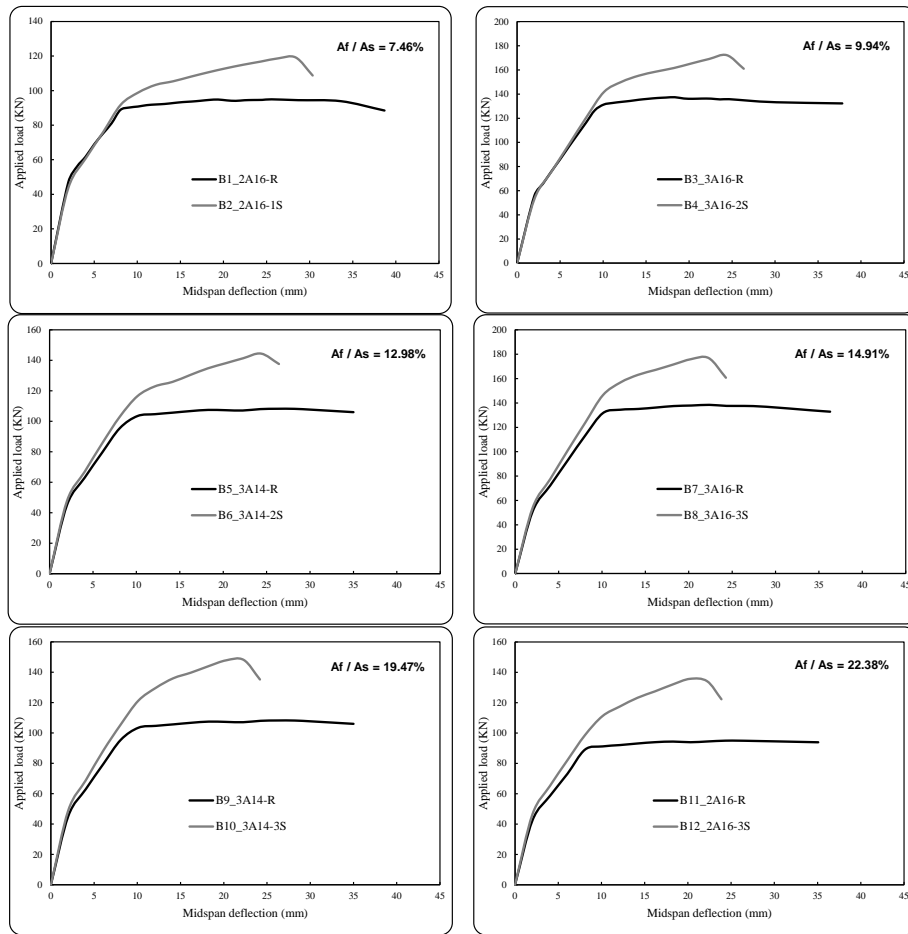 Af / As = 7.46%
Applied load (KN)
140
120
100
80
60
40
20
0
B1_2A16-R
B2_2A16-1S
0 5 10 15 20 25 30 35 40 45
Midspan deflection (mm)
Af / As = 9.94%
Applied load (KN)
200
180
160
140
120
100
80
60
40
20
0
B3_3A16-R
B4_3A16-2S
0 5 10 15 20 25 30 35 40 45
Midspan deflection (mm)
Af / As = 12.98%
Applied load (KN)
160
140
120
100
80
60
40
20
0
B5_3A14-R
B6_3A14-2S
0 5 10 15 20 25 30 35 40 45
Midspan deflection (mm)
Af / As = 14.91%
Applied load (KN)
200
180
160
140
120
100
80
60
40
20
0
B7_3A16-R
B8_3A16-3S
0 5 10 15 20 25 30 35 40 45
Midspan deflection (mm)
Af / As = 19.47%
Applied load (KN)
160
140
120
100
80
60
40
20
0
B9_3A14-R
B10_3A14-3S
0 5 10 15 20 25 30 35 40 45
Midspan deflection (mm)
Af / As = 22.38%
Applied load (KN)
160
140
120
100
80
60
40
20
0
B11_2A16-R
B12_2A16-3S
0 5 10 15 20 25 30 35 40 45
Midspan deflection (mm)